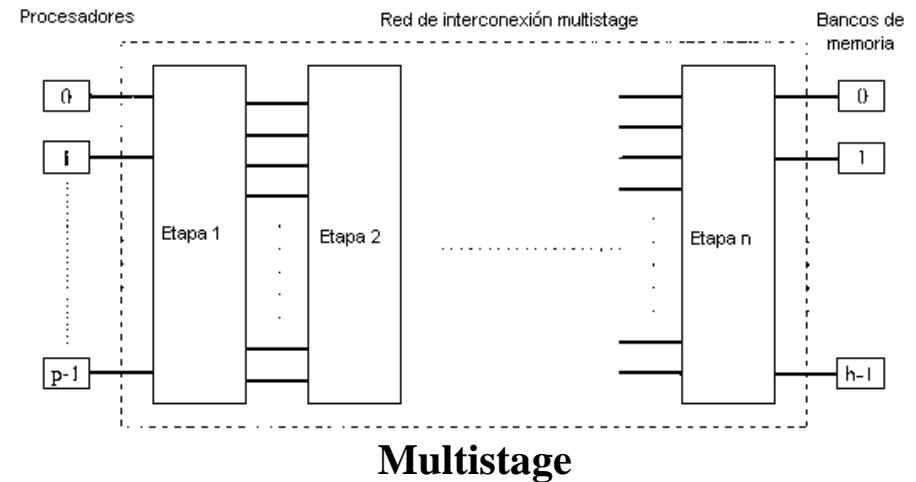 Procesadores
Red de interconexión multistage
Bancos de
memoria
0
0
i
1
Etapa 1
Etapa 2
Etapa n
p-1
h-1
Multistage